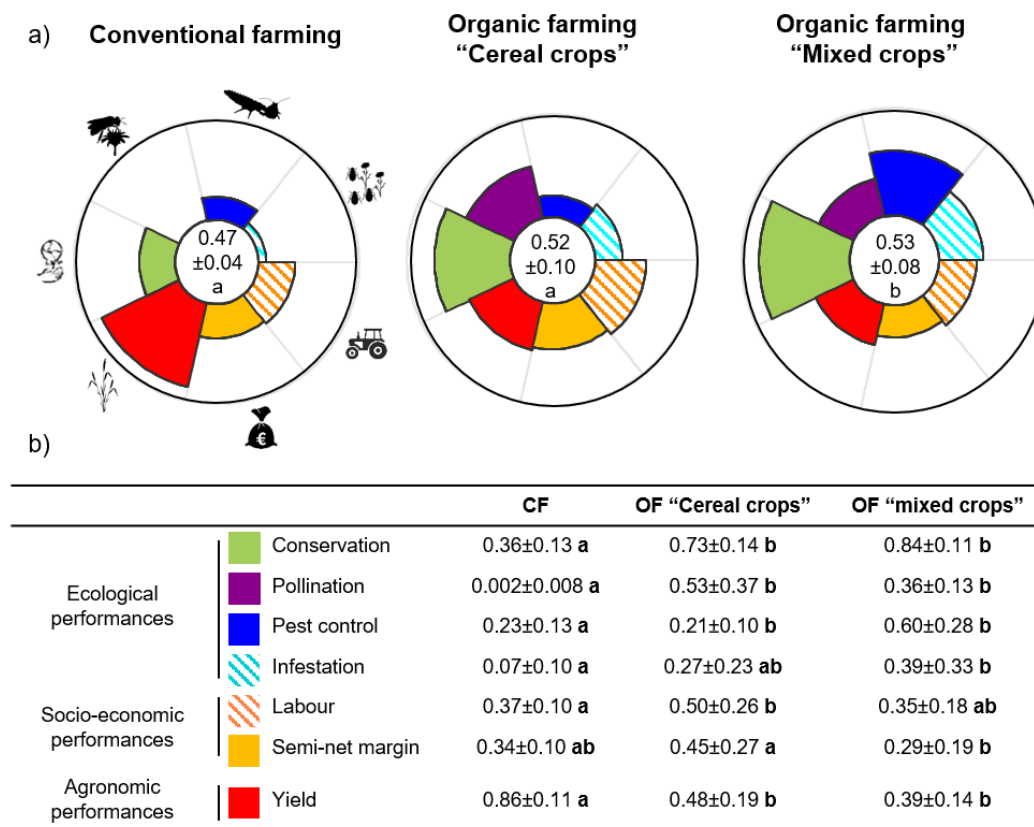 a)
Conventional farming
Organic farming
“Cereal crops”
Organic farming
“Mixed crops”
0.47
±0.04
a
0.52
±0.10
a
0.53
±0.08
b
€
b)
CF OF “Cereal crops” OF “mixed crops”
Ecological
performances
Conservation 0.36±0.13 a 0.73±0.14 b 0.84±0.11 b
Pollination 0.002±0.008 a 0.53±0.37 b 0.36±0.13 b
Pest control 0.23±0.13 a 0.21±0.10 b 0.60±0.28 b
Infestation 0.07±0.10 a 0.27±0.23 ab 0.39±0.33 b
Socio-economic
performances
Labour 0.37±0.10 a 0.50±0.26 b 0.35±0.18 ab
Semi-net margin 0.34±0.10 ab 0.45±0.27 a 0.29±0.19 b
Agronomic
performances
Yield 0.86±0.11 a 0.48±0.19 b 0.39±0.14 b